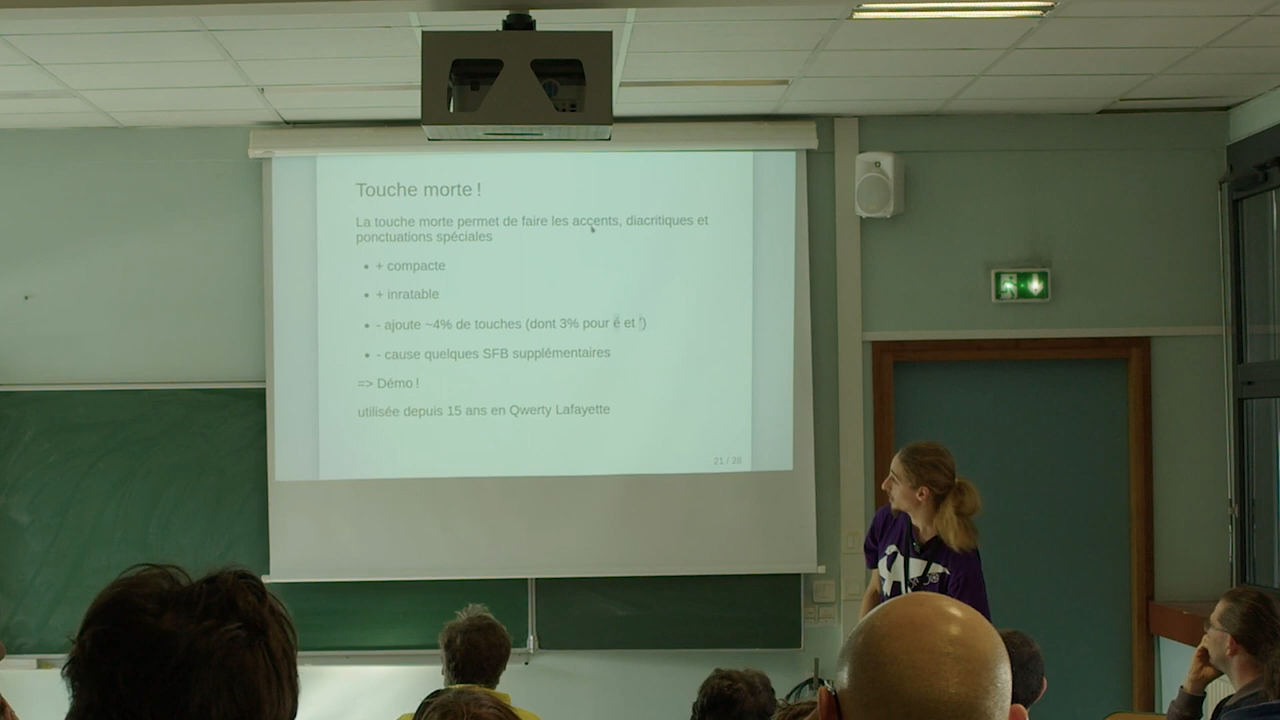 Touche morte !
La touche morte permet de faire les accents, diacritiques et
ponctuations spéciales
• + compacte
• + inratable
• - ajoute ~4% de touches (dont 3% pour é et ')
• - cause quelques SFB supplémentaires
=> Démo !
utilisée depuis 15 ans en Qwerty Lafayette
21 / 28